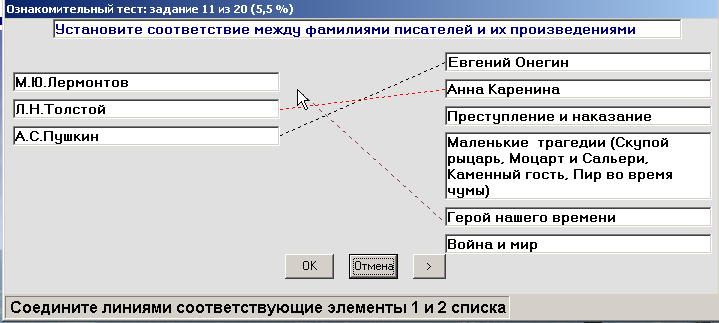 Ознакомительный тест: задание 11 из 20 (5,5 %)
Установите соответствие между фамилиями писателей и их произведениями
М.Ю.Лермонтов
Л.Н.Толстой
А.С.Пушкин
Евгений Онегин
Анна Каренина
Преступление и наказание
Маленькие трагедии (Скупой
рыцарь, Моцарт и Сальери,
Каменный гость, Пир во время
чумы)
Герой нашего времени
Война и мир
OK
Отмена
>
Соедините линиями соответствующие элементы 1 и 2 списка